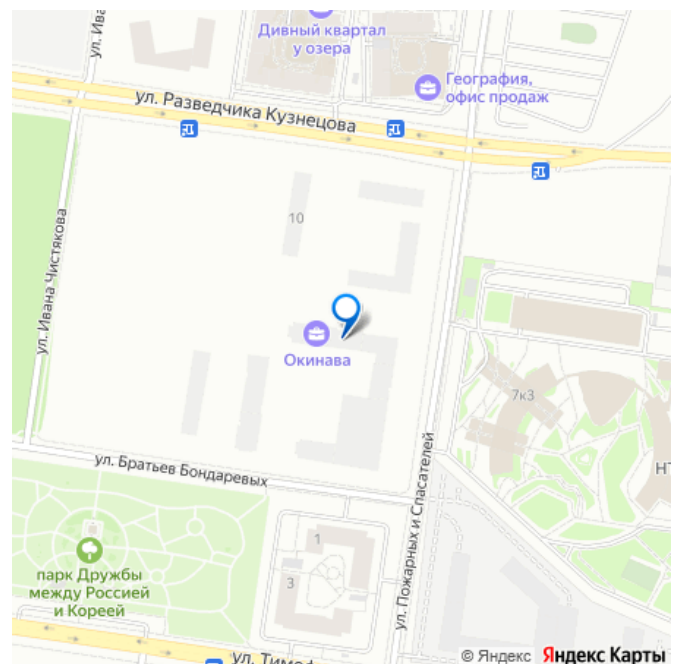 ул. Ива
Дивный квартал
у озера
География,
офис продаж
ул. Разведчика Кузнецова
10
ул. Ивана Чистякова
Окинава
7к3
ул. Братьев Бондаревых
ул. Пожарных и Спасателей
НТ
1
3
парк Дружбы
между Россией
и Кореей
ул. Тимоф
© Яндекс Яндекс Карты